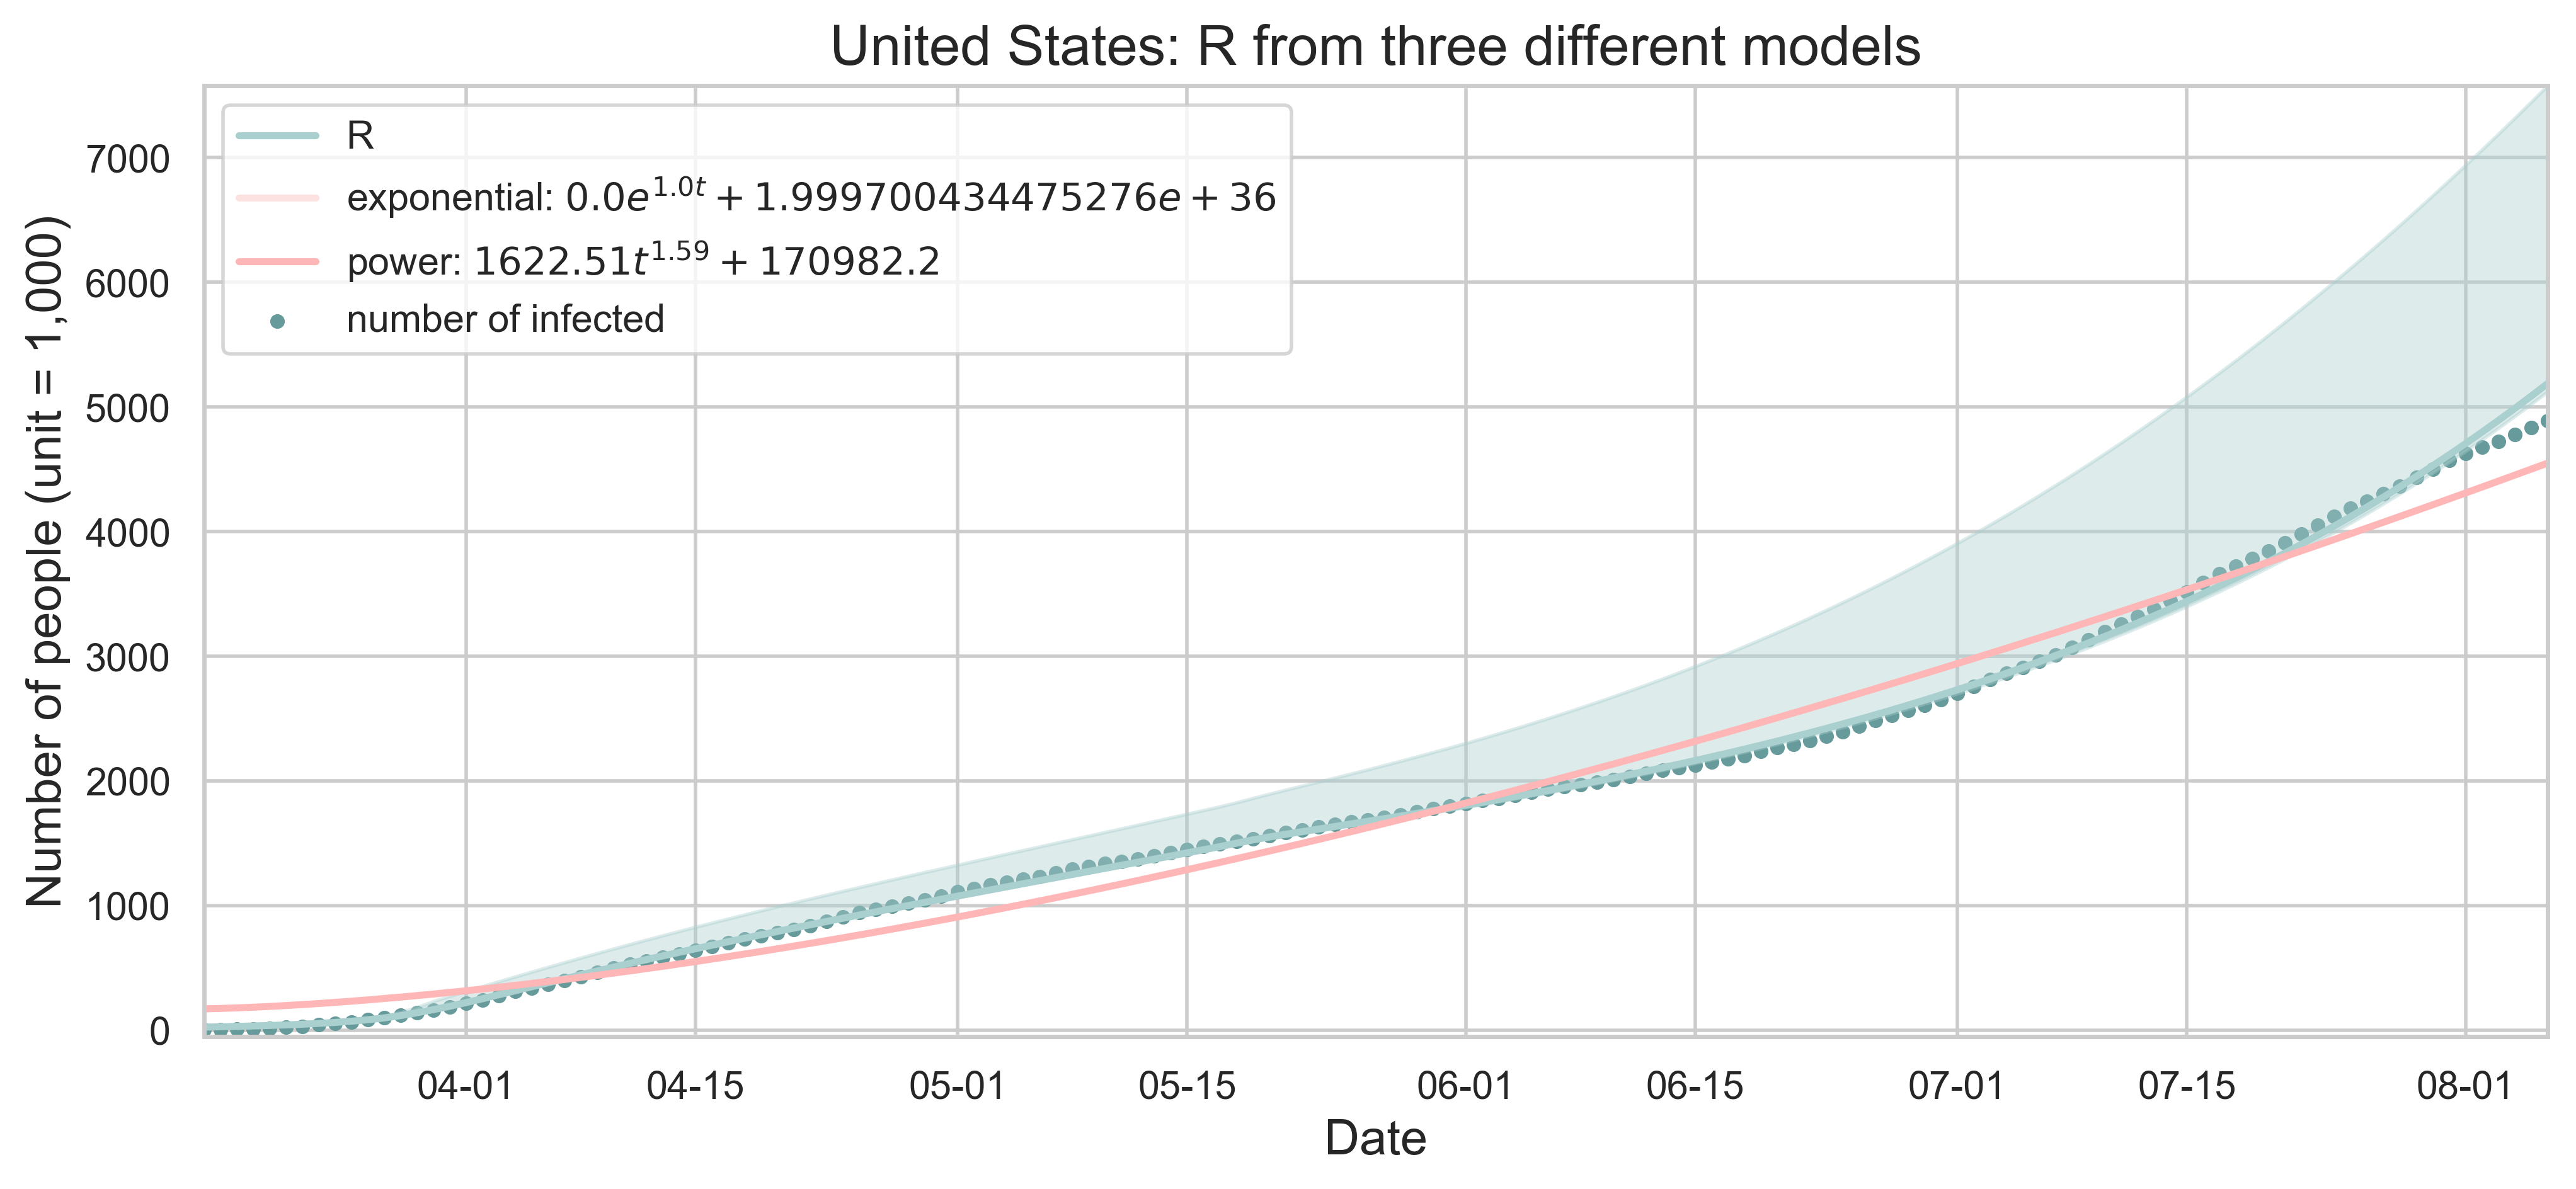 United States: R from three different models
Number of people (unit = 1,000)
7000
6000
5000
4000
3000
2000
1000
0
R
exponential: 0.0e^{1.0t} + 1.9997004344475276e + 36
power: 1622.51t^{1.59} + 170982.2
number of infected
04-01 04-15 05-01 05-15 06-01 06-15 07-01 07-15 08-01
Date